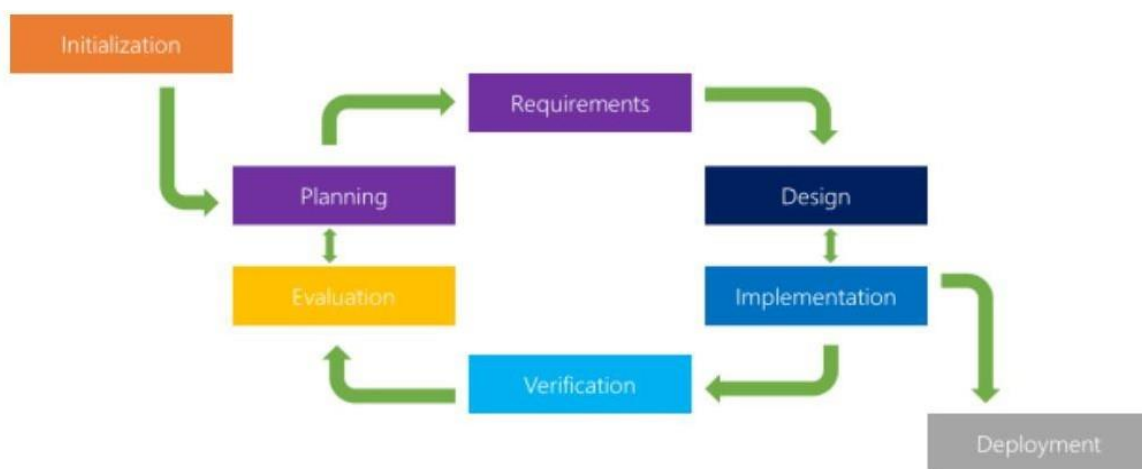 Initialization
Requirements
Planning
Design
Evaluation
Implementation
Verification
Deployment